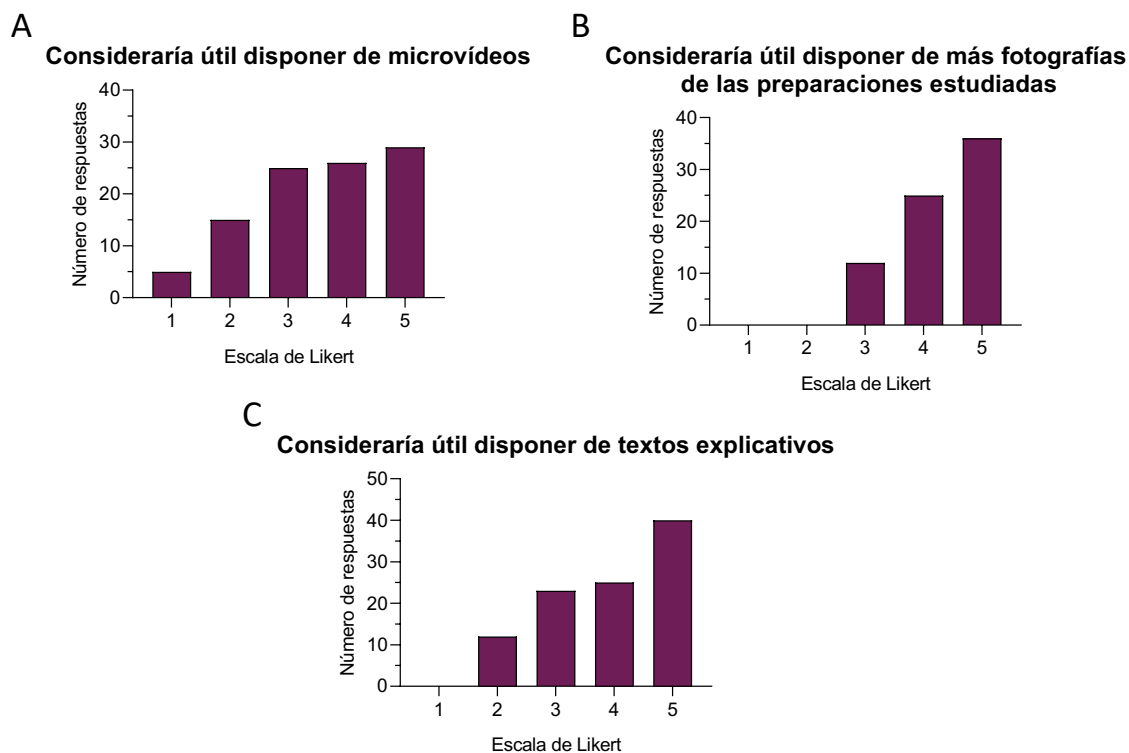 A
Consideraría útil disponer de microvídeos
Número de respuestas
40
30
20
10
0
1 2 3 4 5
Escala de Likert
B
Consideraría útil disponer de más fotografías
de las preparaciones estudiadas
Número de respuestas
40
30
20
10
0
1 2 3 4 5
Escala de Likert
C
Consideraría útil disponer de textos explicativos
Número de respuestas
50
40
30
20
10
0
1 2 3 4 5
Escala de Likert